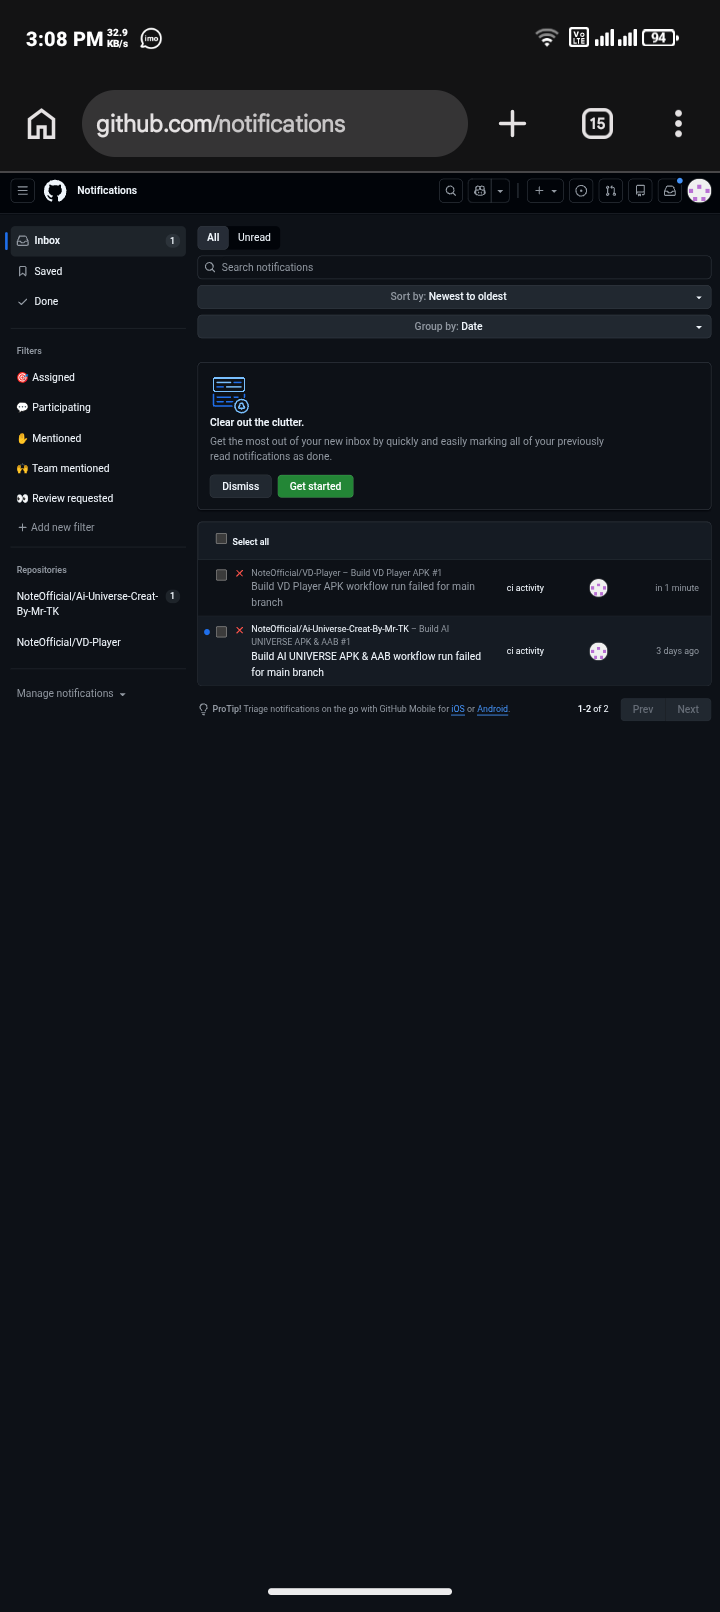 3:08 PM 32.9 KB/s imo Vo LTE 94
github.com/notifications 15
Notifications
Inbox 1
Saved
Done
Filters
Assigned
Participating
Mentioned
Team mentioned
Review requested
Add new filter
Repositories
NoteOfficial/Ai-Universe-Creat- 1
By-Mr-TK
NoteOfficial/VD-Player
Manage notifications
All Unread
Search notifications
Sort by: Newest to oldest
Group by: Date
Clear out the clutter.
Get the most out of your new inbox by quickly and easily marking all of your previously
read notifications as done.
Dismiss Get started
Select all
NoteOfficial/VD-Player – Build VD Player APK #1
Build VD Player APK workflow run failed for main
branch
ci activity in 1 minute
NoteOfficial/Ai-Universe-Creat-By-Mr-TK – Build AI
UNIVERSE APK & AAB #1
Build AI UNIVERSE APK & AAB workflow run failed
for main branch
ci activity 3 days ago
ProTip! Triage notifications on the go with GitHub Mobile for iOS or Android.
1-2 of 2 Prev Next